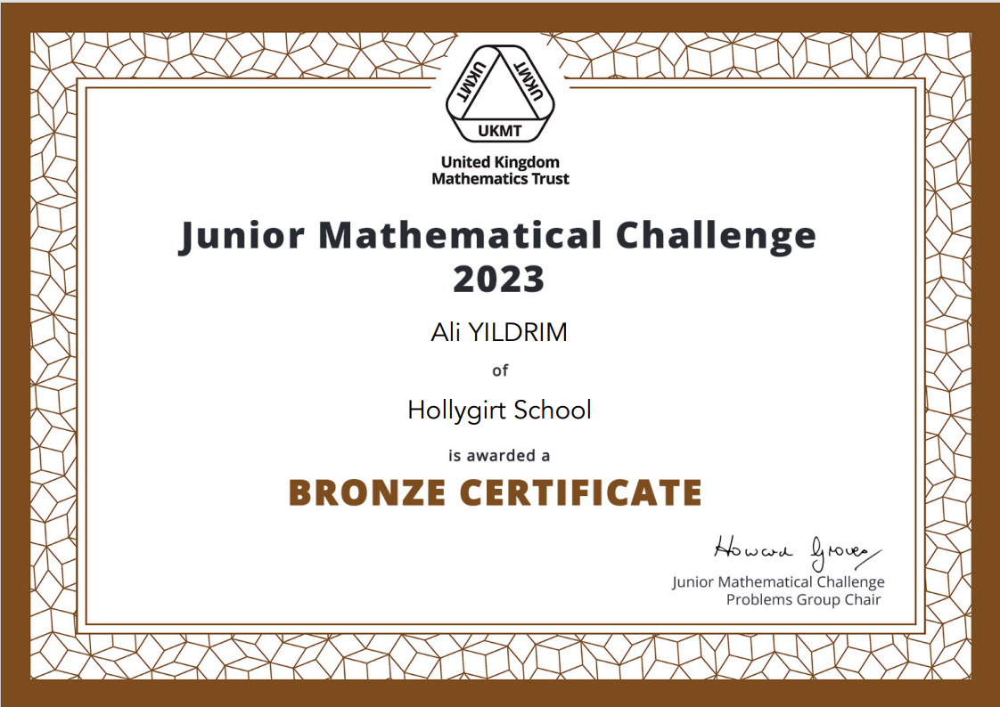 UKMT
UKMT
UKMT
United Kingdom
Mathematics Trust
Junior Mathematical Challenge
2023
Ali YILDRIM
of
Hollygirt School
is awarded a
BRONZE CERTIFICATE
Howard Groves
Junior Mathematical Challenge
Problems Group Chair